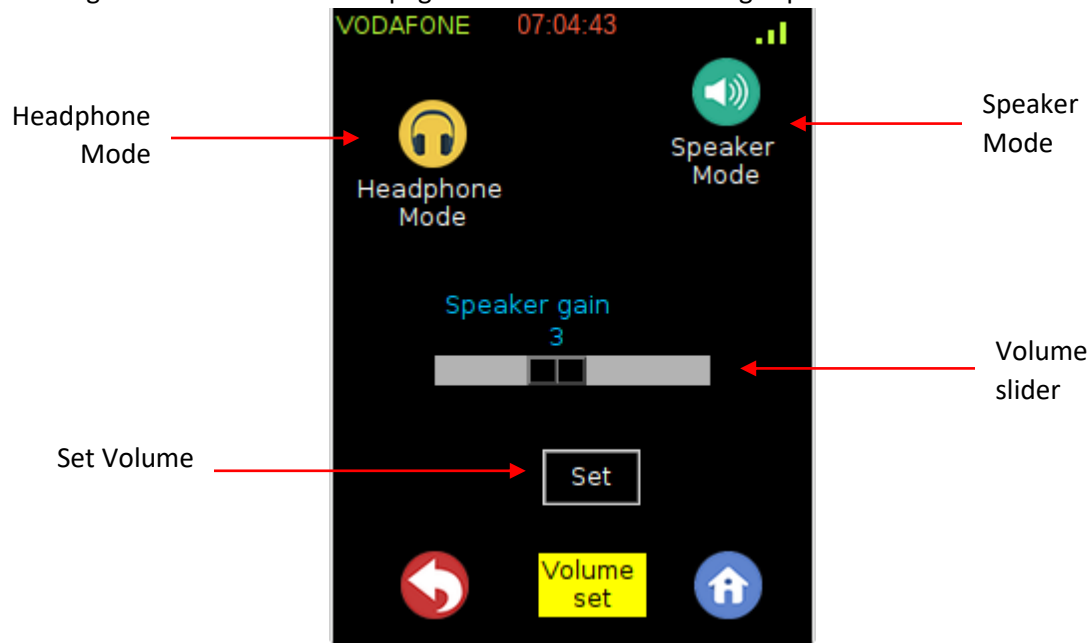 VODAFONE 07:04:43
Headphone
Mode
Speaker
Mode
Speaker
Mode
Headphone
Mode
Speaker gain
3
Volume
slider
Set Volume
Set
Volume
set